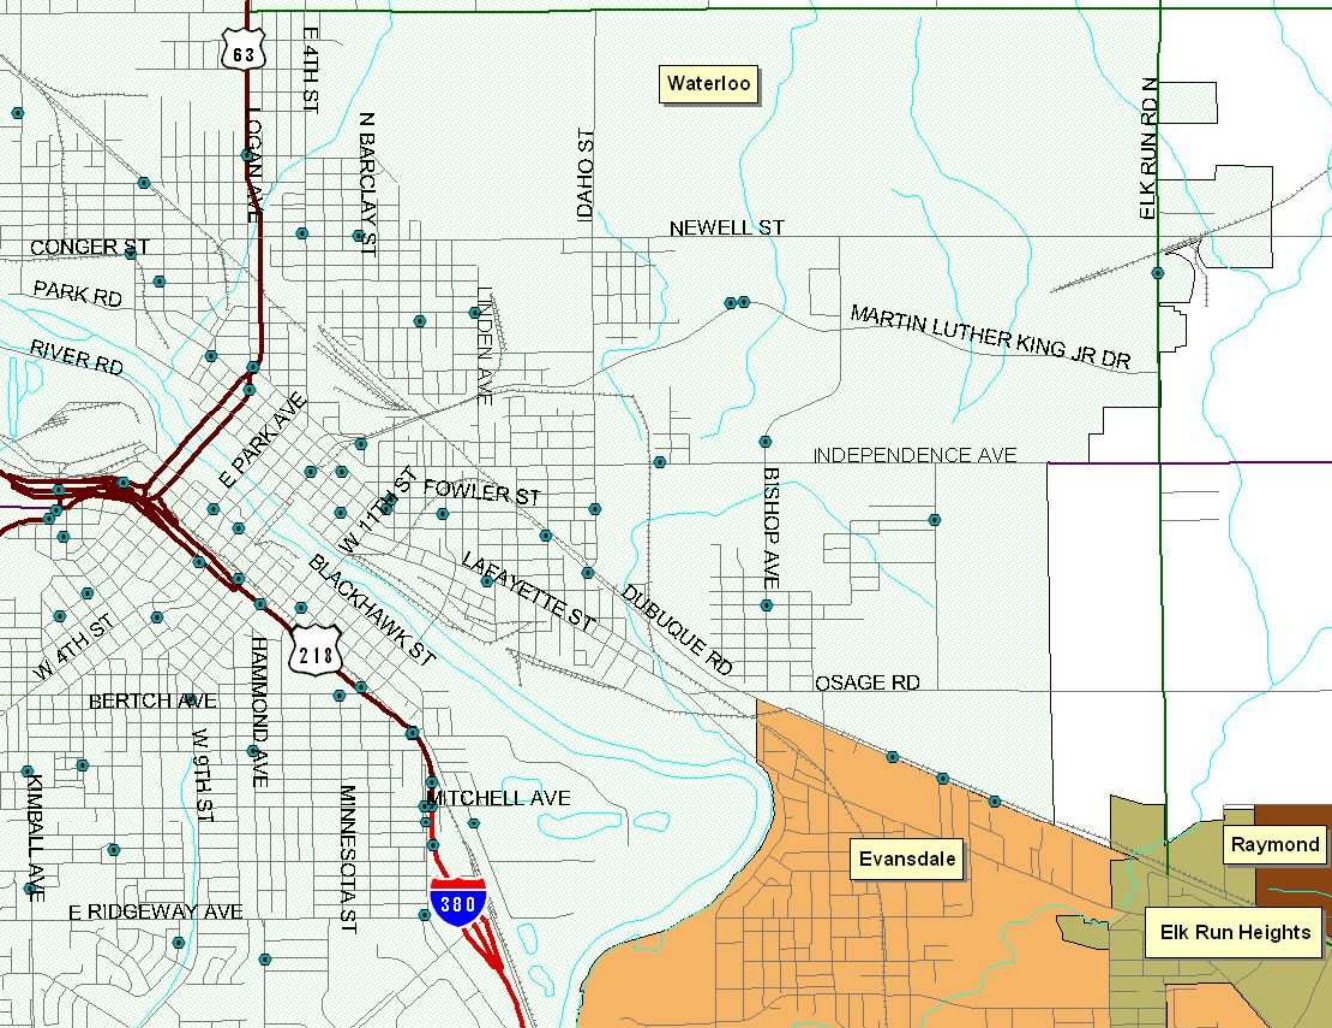 63
E 4TH ST
Waterloo
ELK RUN RD N
LOGAN AVE
N BARCLAY ST
IDAHO ST
NEWELL ST
CONGER ST
PARK RD
LINDEN AVE
MARTIN LUTHER KING JR DR
RIVER RD
E PARK AVE
INDEPENDENCE AVE
W 11TH ST
FOWLER ST
BISHOP AVE
BLACKHAWK ST
LAFAYETTE ST
DUBUQUE RD
W 4TH ST
218
HAMMOND AVE
OSAGE RD
BERTCH AVE
W 9TH ST
KIMBALL AVE
MINNESOTA ST
MITCHELL AVE
Evansdale
Raymond
380
E RIDGEWAY AVE
Elk Run Heights